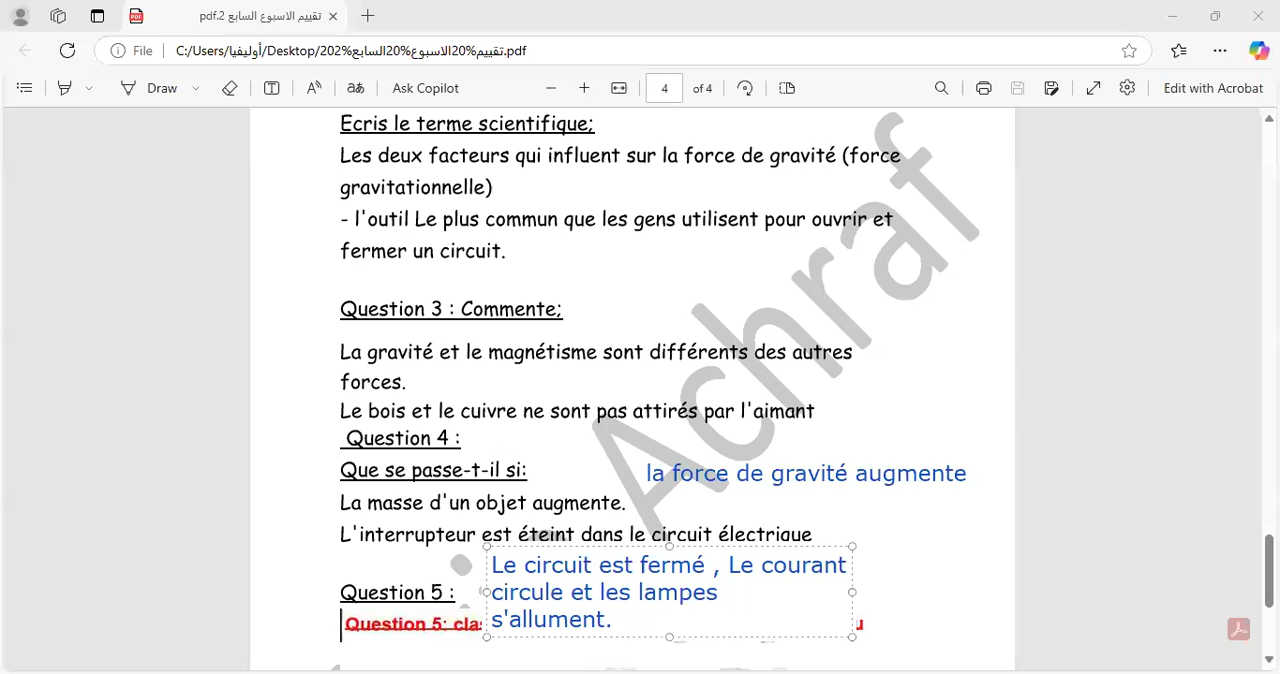 تقييم الاسبوع السابع 2.pdf
File
C:/Users/أوليفيا/Desktop/202%تقييم%20الاسبوع%20السابع.pdf
Draw
Ask Copilot
4 of 4
Edit with Acrobat
Ecris le terme scientifique;
Les deux facteurs qui influent sur la force de gravité (force
gravitationnelle)
- l'outil Le plus commun que les gens utilisent pour ouvrir et
fermer un circuit.
Question 3 : Commente;
La gravité et le magnétisme sont différents des autres
forces.
Le bois et le cuivre ne sont pas attirés par l'aimant
Question 4 :
Que se passe-t-il si:
la force de gravité augmente
La masse d'un objet augmente.
L'interrupteur est éteint dans le circuit électrique
Le circuit est fermé , Le courant
circule et les lampes
s'allument.
Question 5 :
Question 5: clas
u
Achraf